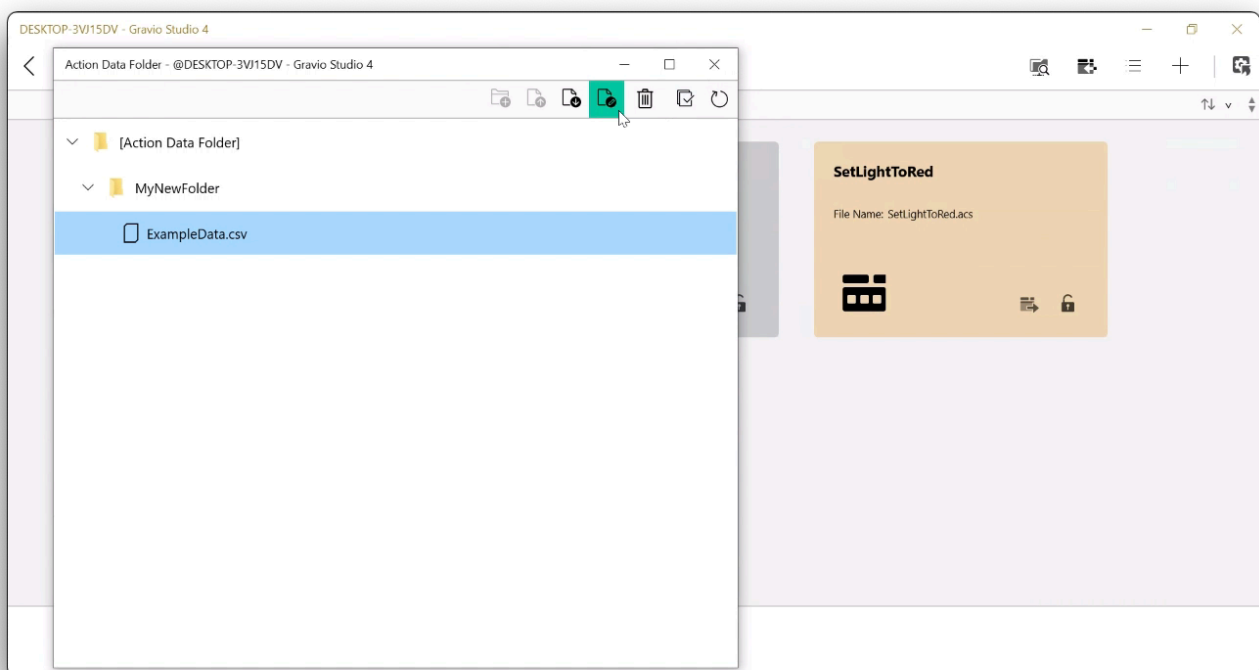 DESKTOP-3VJ15DV - Gravio Studio 4
Action Data Folder - @DESKTOP-3VJ15DV - Gravio Studio 4
[Action Data Folder]
MyNewFolder
ExampleData.csv
SetLightToRed
File Name: SetLightToRed.acs